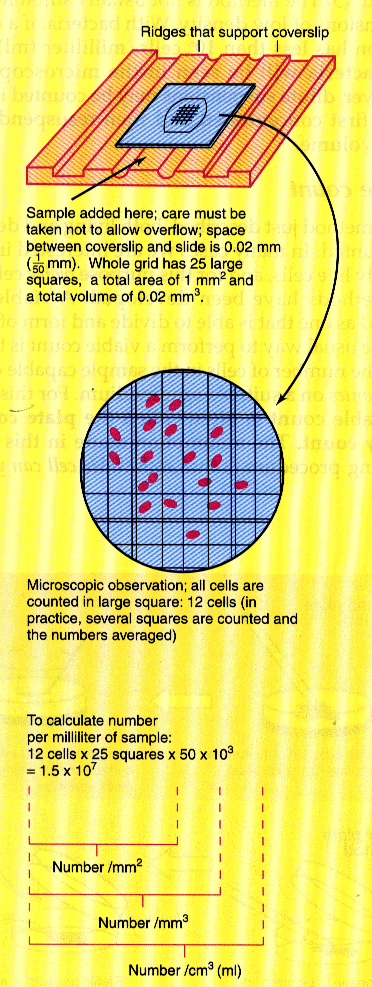 Ridges that support coverslip
Sample added here; care must be
taken not to allow overflow; space
between coverslip and slide is 0.02 mm
(1/50 mm). Whole grid has 25 large
squares, a total area of 1 mm² and
a total volume of 0.02 mm³.
Microscopic observation; all cells are
counted in large square: 12 cells (in
practice, several squares are counted and
the numbers averaged)
To calculate number
per milliliter of sample:
12 cells x 25 squares x 50 x 10³
= 1.5 x 10⁷
Number /mm²
Number /mm³
Number /cm³ (ml)